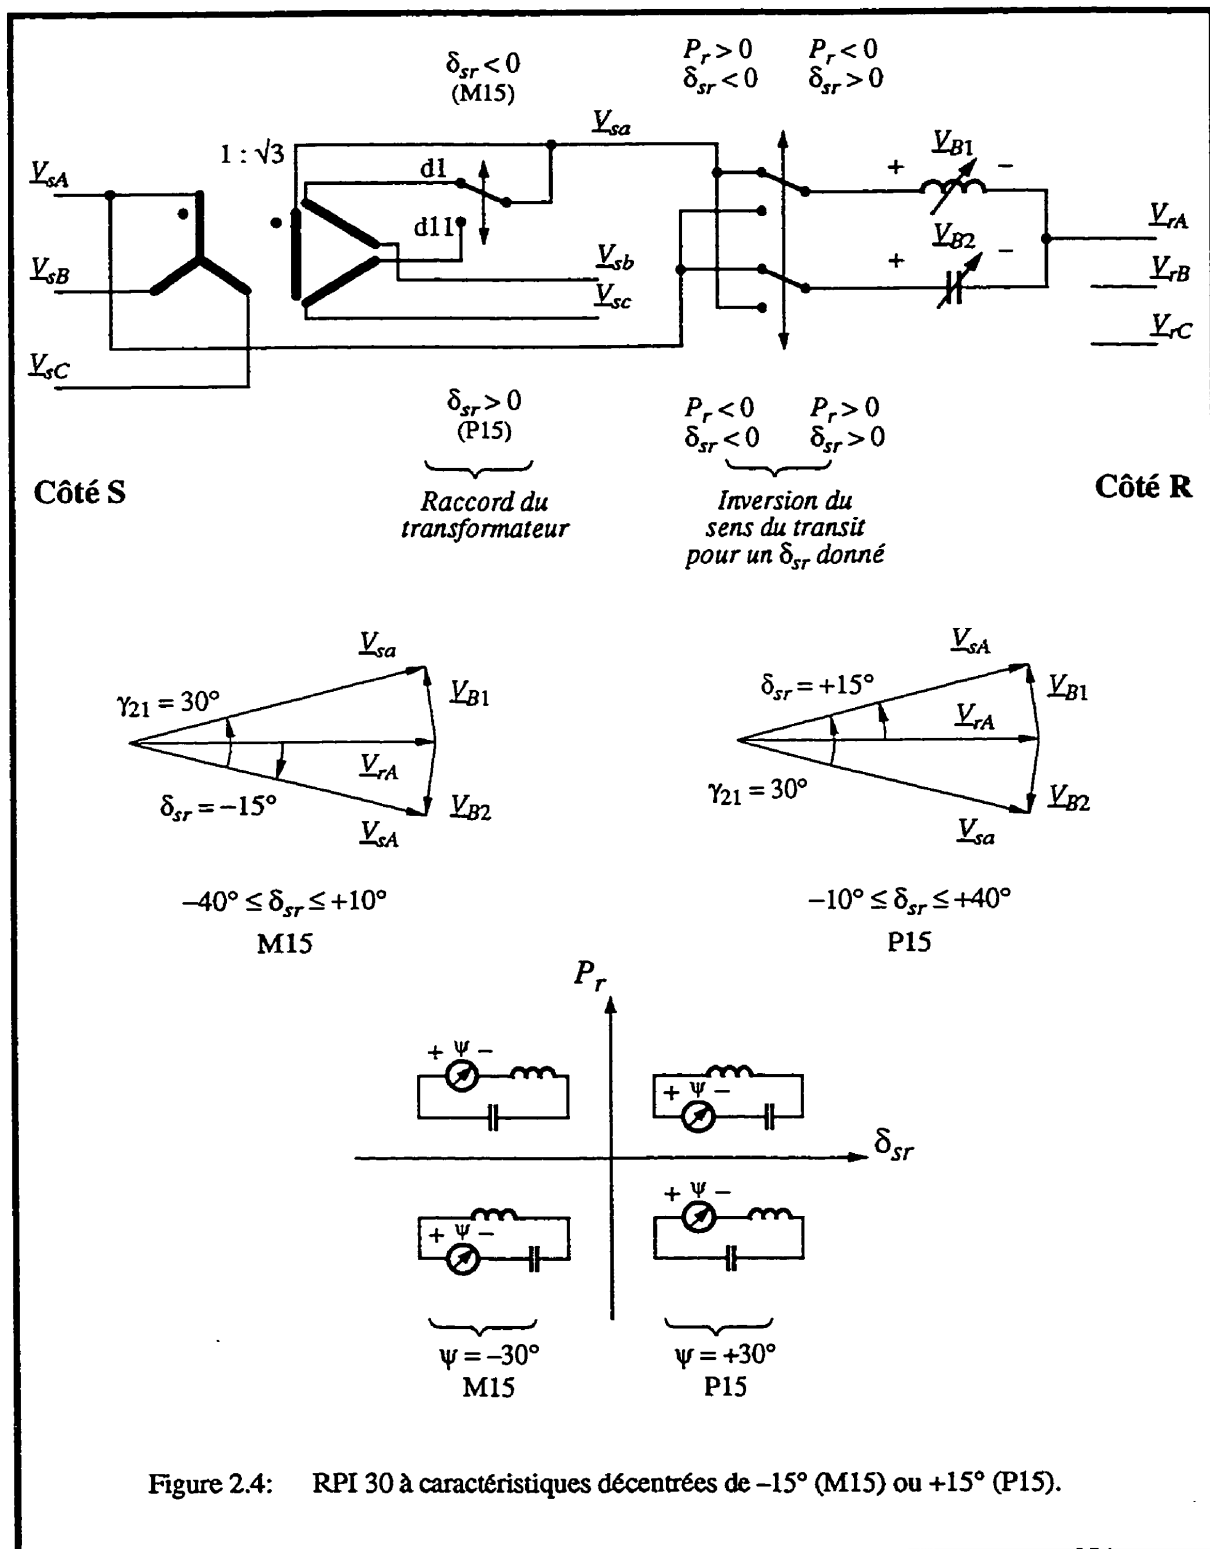 δsr < 0
(M15)
Pr > 0 Pr < 0
δsr < 0 δsr > 0
1 : √3
Vsa
VsA
d1
d11
+ VB1 −
VrA
VsB
Vsb
+ VB2 −
VrB
Vsc
VsC
VrC
δsr > 0
(P15)
Pr < 0 Pr > 0
δsr < 0 δsr > 0
Côté S
Côté R
Raccord du
transformateur
Inversion du
sens du transit
pour un δsr donné
Vsa
γ21 = 30°
VB1
VrA
δsr = −15°
VB2
VsA
−40° ≤ δsr ≤ +10°
M15
VsA
δsr = +15°
VB1
VrA
γ21 = 30°
VB2
Vsa
−10° ≤ δsr ≤ +40°
P15
Pr
+ ψ −
+ ψ −
δsr
+ ψ −
+ ψ −
ψ = −30°
M15
ψ = +30°
P15
Figure 2.4: RPI 30 à caractéristiques décentrées de −15° (M15) ou +15° (P15).